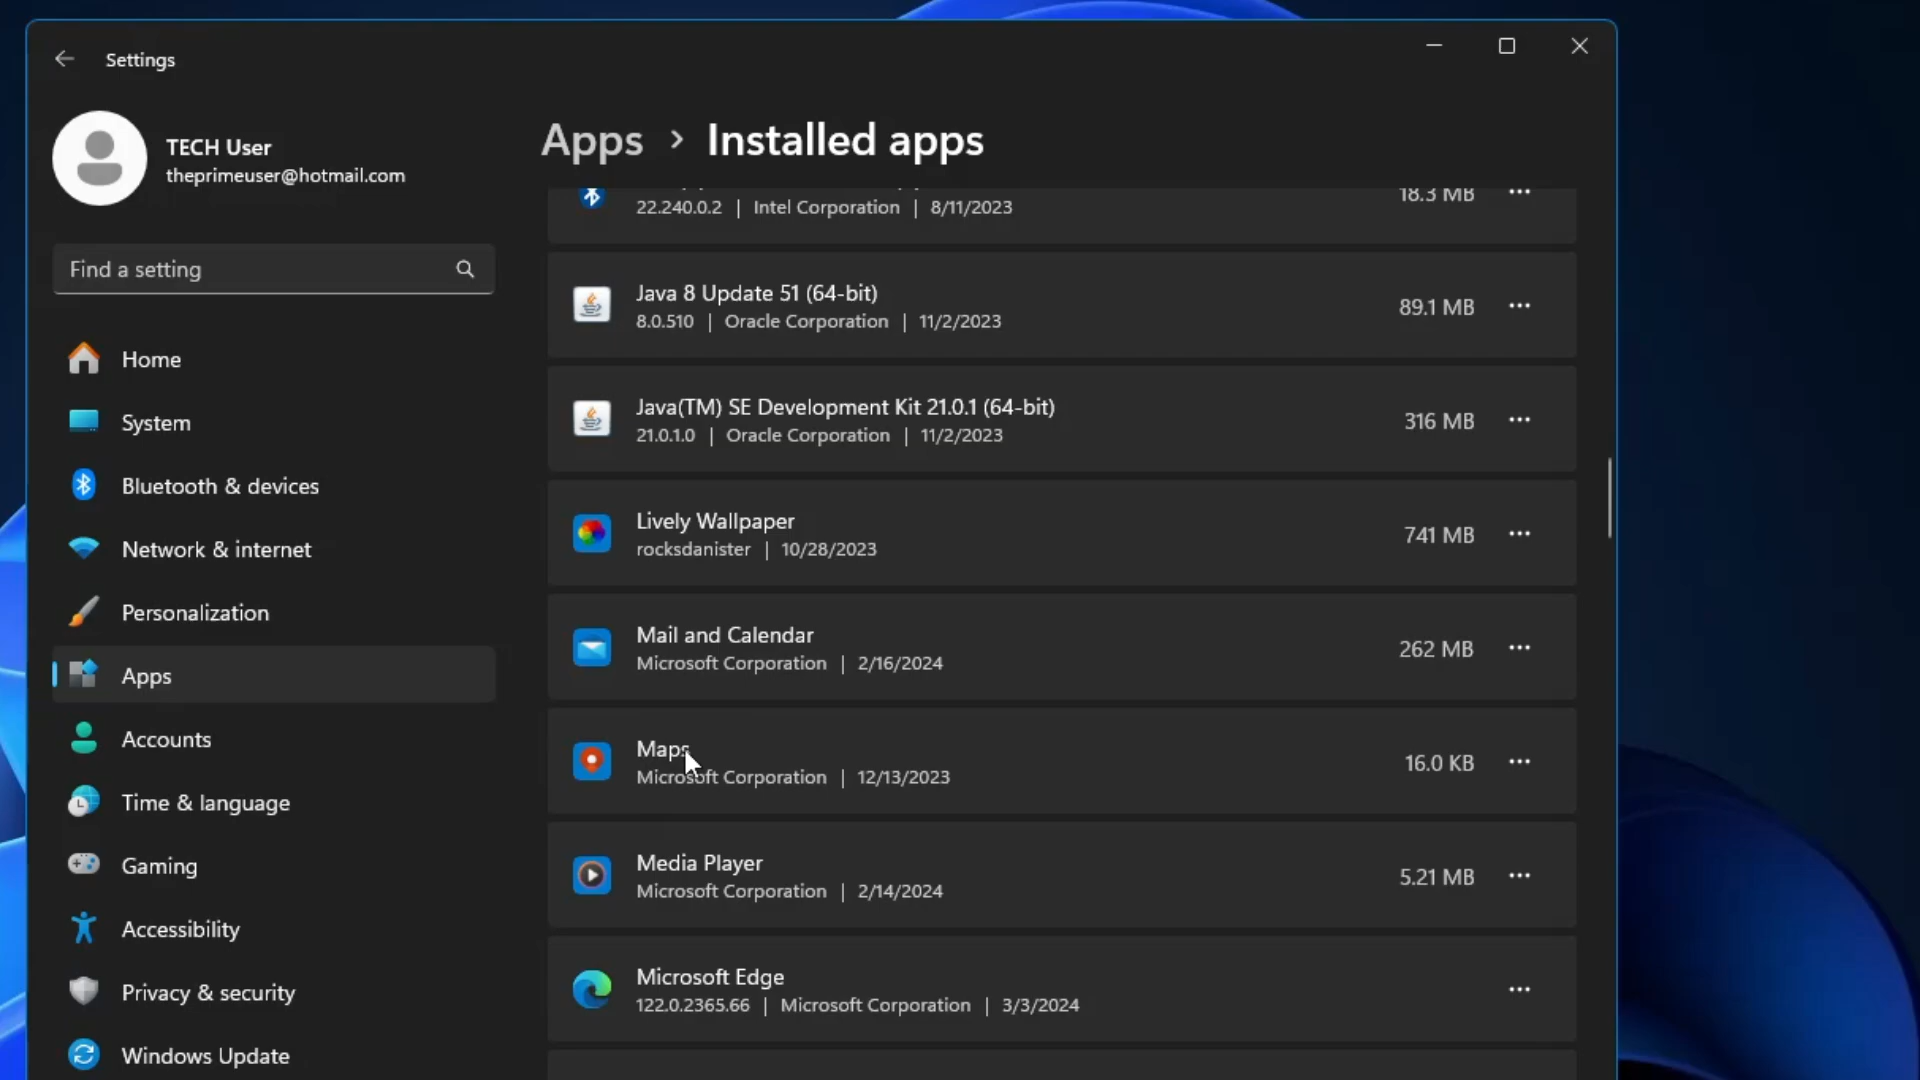 Settings
TECH User
theprimeuser@hotmail.com
Find a setting
Home
System
Bluetooth & devices
Network & internet
Personalization
Apps
Accounts
Time & language
Gaming
Accessibility
Privacy & security
Windows Update
Apps › Installed apps
18.3 MB
22.240.0.2 | Intel Corporation | 8/11/2023
Java 8 Update 51 (64-bit)
8.0.510 | Oracle Corporation | 11/2/2023
89.1 MB
Java(TM) SE Development Kit 21.0.1 (64-bit)
21.0.1.0 | Oracle Corporation | 11/2/2023
316 MB
Lively Wallpaper
rocksdanister | 10/28/2023
741 MB
Mail and Calendar
Microsoft Corporation | 2/16/2024
262 MB
Maps
Microsoft Corporation | 12/13/2023
16.0 KB
Media Player
Microsoft Corporation | 2/14/2024
5.21 MB
Microsoft Edge
122.0.2365.66 | Microsoft Corporation | 3/3/2024